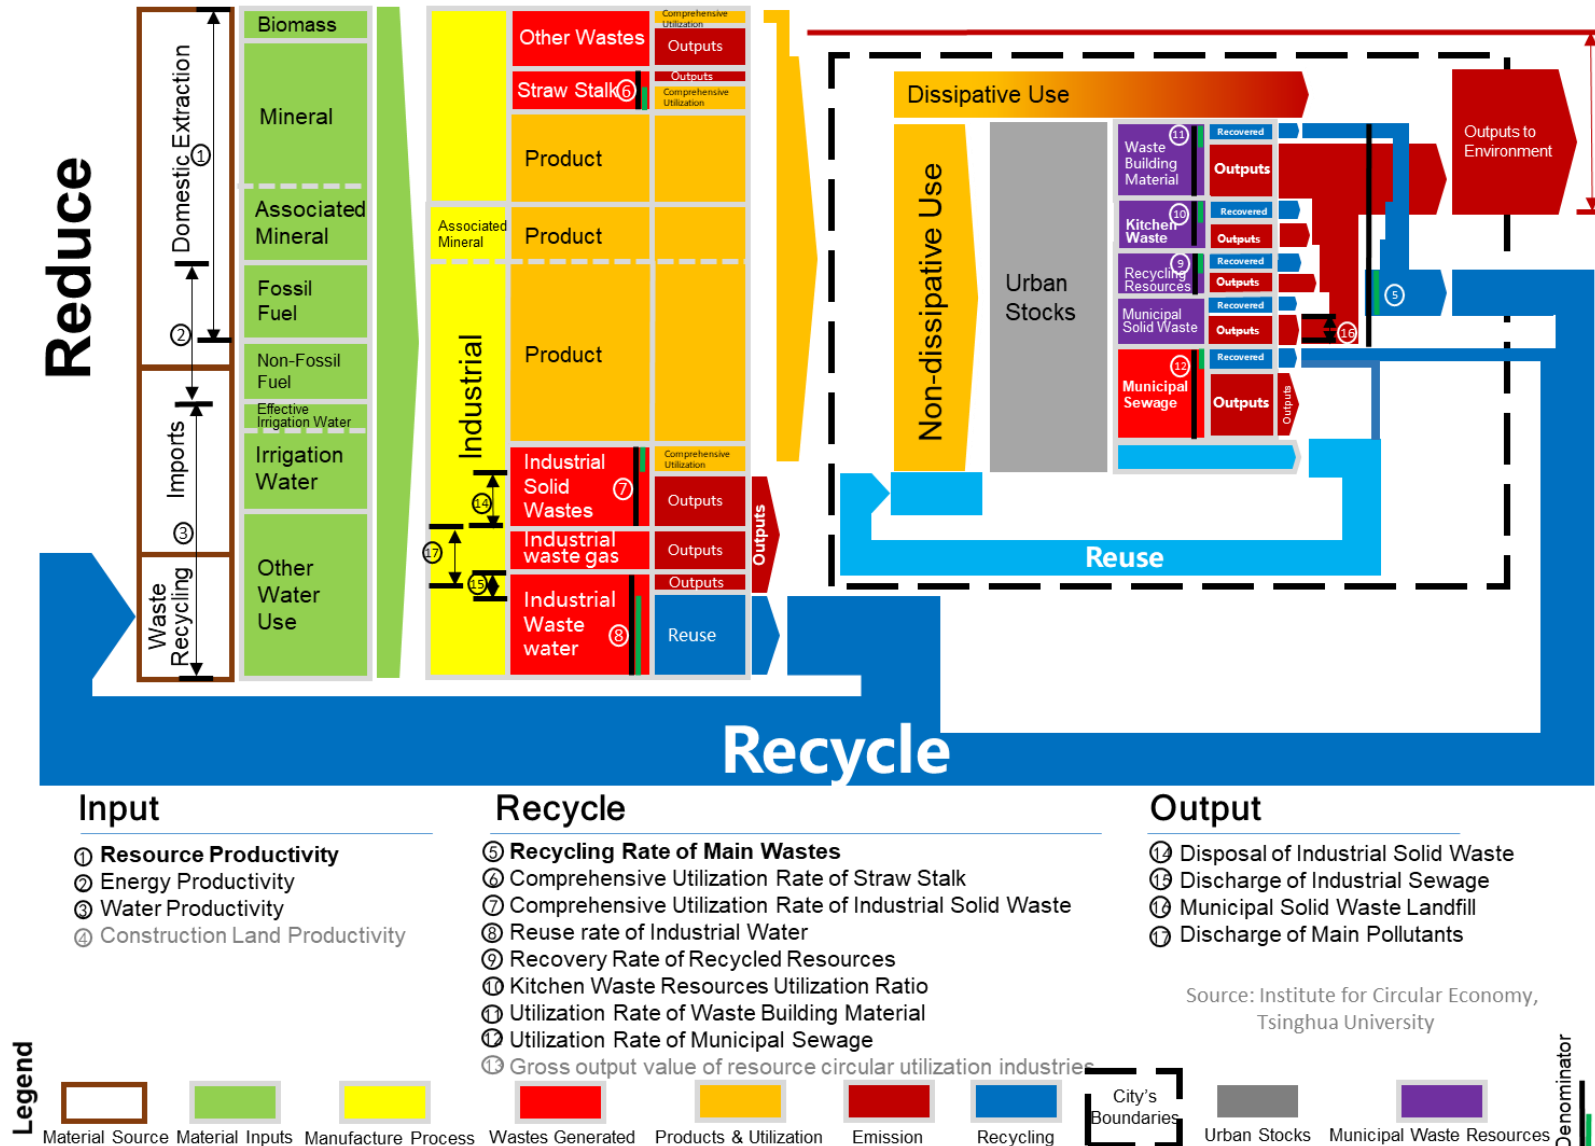 Reduce
Domestic Extraction
①
②
Imports
③
Waste
Recycling
Biomass
Mineral
Associated
Mineral
Fossil
Fuel
Non-Fossil
Fuel
Effective
Irrigation Water
Irrigation
Water
Other
Water
Use
Associated
Mineral
Industrial
⑭
⑰
⑮
Other Wastes
Comprehensive
Utilization
Outputs
Straw Stalk
⑥
Outputs
Comprehensive
Utilization
Product
Product
Product
Industrial
Solid
Wastes
⑦
Comprehensive
Utilization
Outputs
Industrial
waste gas
Outputs
Industrial
Waste
water
⑧
Outputs
Reuse
Outputs
Dissipative Use
Non-dissipative Use
Urban
Stocks
Waste
Building
Material
⑪
Recovered
Outputs
Kitchen
Waste
⑩
Recovered
Outputs
Recycling
Resources
⑨
Recovered
Outputs
Municipal
Solid Waste
Recovered
Outputs
⑯
Municipal
Sewage
⑫
Recovered
Outputs
Outputs
⑤
Outputs to
Environment
Reuse
Recycle
Input
① Resource Productivity
② Energy Productivity
③ Water Productivity
④ Construction Land Productivity
Recycle
⑤ Recycling Rate of Main Wastes
⑥ Comprehensive Utilization Rate of Straw Stalk
⑦ Comprehensive Utilization Rate of Industrial Solid Waste
⑧ Reuse rate of Industrial Water
⑨ Recovery Rate of Recycled Resources
⑩ Kitchen Waste Resources Utilization Ratio
⑪ Utilization Rate of Waste Building Material
⑫ Utilization Rate of Municipal Sewage
⑬ Gross output value of resource circular utilization industries
Output
⑭ Disposal of Industrial Solid Waste
⑮ Discharge of Industrial Sewage
⑯ Municipal Solid Waste Landfill
⑰ Discharge of Main Pollutants
Source: Institute for Circular Economy,
Tsinghua University
Legend
Material Source
Material Inputs
Manufacture Process
Wastes Generated
Products & Utilization
Emission
Recycling
City's
Boundaries
Urban Stocks
Municipal Waste Resources
Denominator